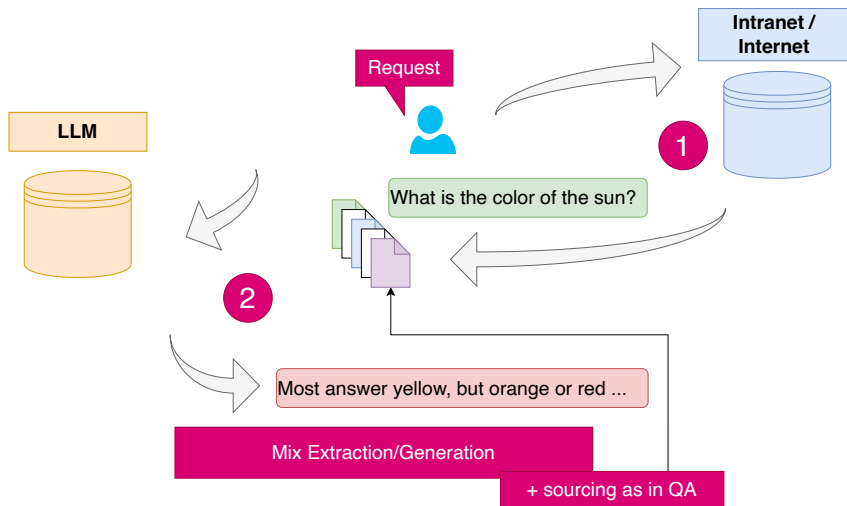 Intranet /
Internet
Request
LLM
1
What is the color of the sun?
2
Most answer yellow, but orange or red ...
Mix Extraction/Generation
+ sourcing as in QA